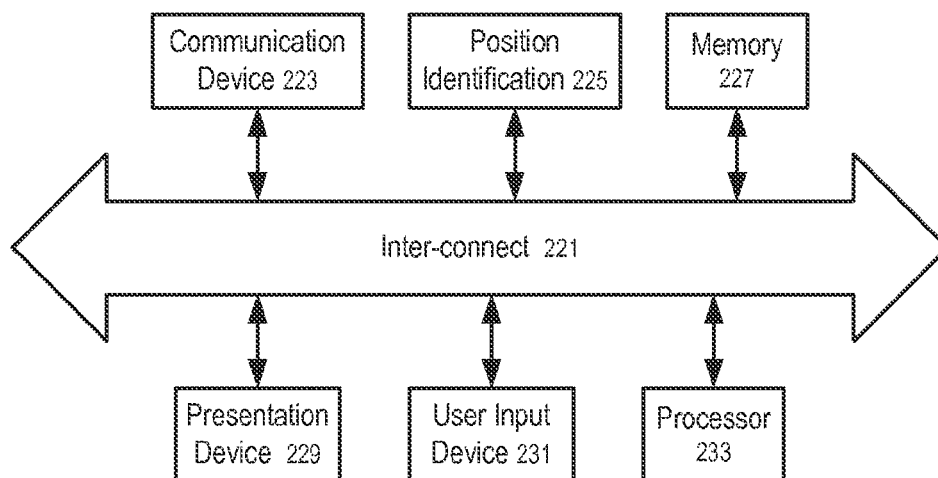 Communication
Device 223
Position
Identification 225
Memory
227
Inter-connect 221
Presentation
Device 229
User Input
Device 231
Processor
233